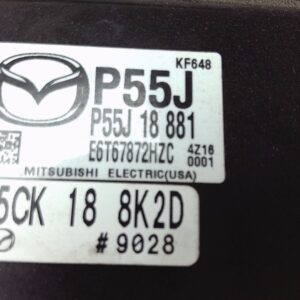 KF648
P55J
P55J 18 881
E6T67872HZC
4Z16
0001
MITSUBISHI ELECTRIC(USA)
5CK 18 8K2D
#9028